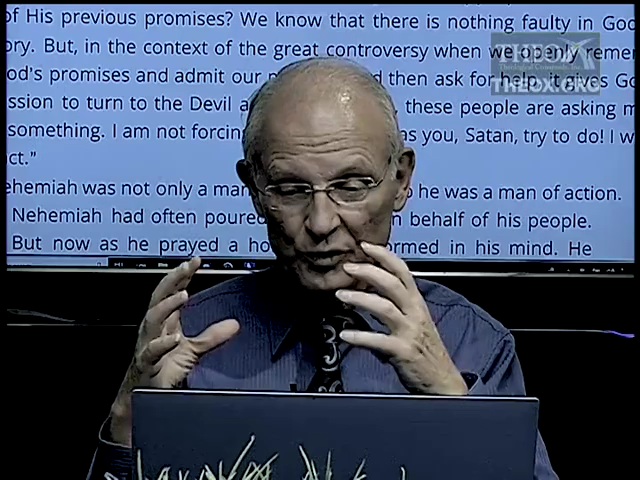 of His previous promises? We know that there is nothing faulty in God
ory. But, in the context of the great controversy when we openly remem
od's promises and admit our n d then ask for help, it gives Go
ssion to turn to the Devil a , these people are asking m
something. I am not forcin as you, Satan, try to do! I w
ct."
ehemiah was not only a man o he was a man of action.
Nehemiah had often poured n behalf of his people.
But now as he prayed a ho ormed in his mind. He
THEOX.ORG